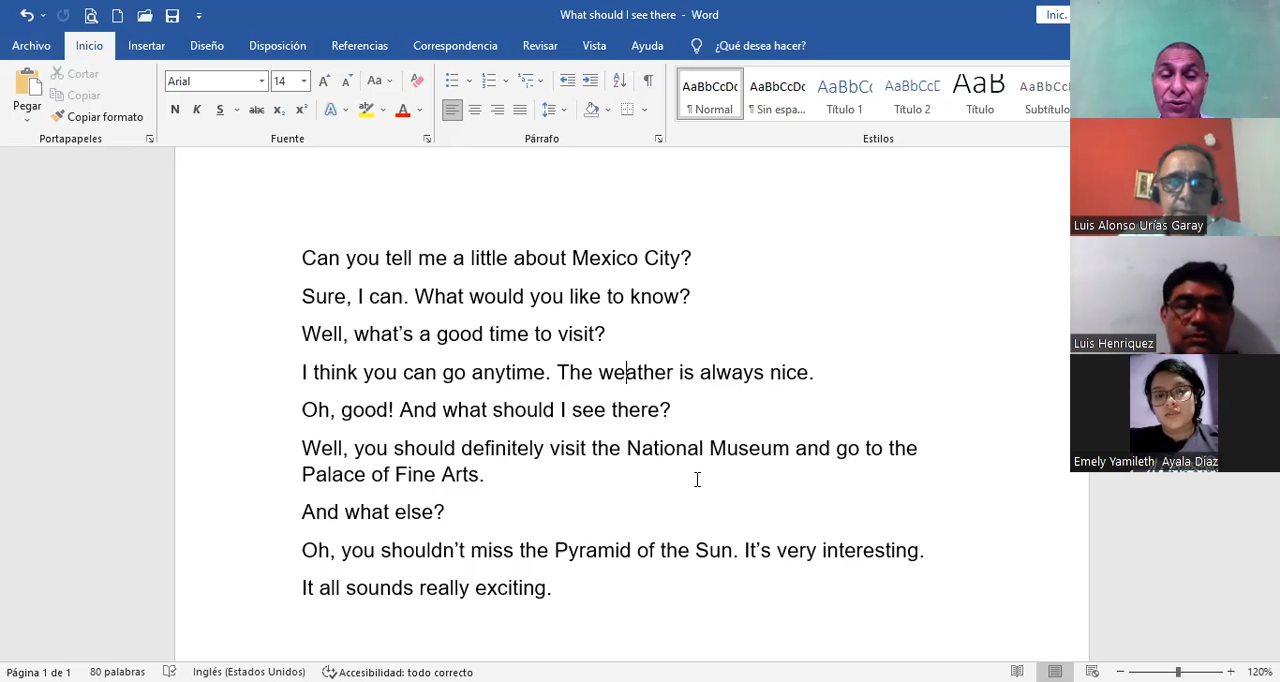 What should I see there - Word
Inic.
Archivo Inicio Insertar Diseño Disposición Referencias Correspondencia Revisar Vista Ayuda ¿Qué desea hacer?
Pegar
Cortar
Copiar
Copiar formato
Portapapeles
Arial 14 Aa
N K S abc x₂ x² A A
Fuente
Párrafo
AaBbCcDc AaBbCcDc AaBbCc AaBbCcD AaB AaBbCc
¶ Normal ¶ Sin espa... Título 1 Título 2 Título Subtítulo
Estilos
Can you tell me a little about Mexico City?
Sure, I can. What would you like to know?
Well, what’s a good time to visit?
I think you can go anytime. The weather is always nice.
Oh, good! And what should I see there?
Well, you should definitely visit the National Museum and go to the
Palace of Fine Arts.
And what else?
Oh, you shouldn’t miss the Pyramid of the Sun. It’s very interesting.
It all sounds really exciting.
Luis Alonso Urías Garay
Luis Henriquez
Emely Yamileth Ayala Diaz
Página 1 de 1 80 palabras Inglés (Estados Unidos) Accesibilidad: todo correcto 120%